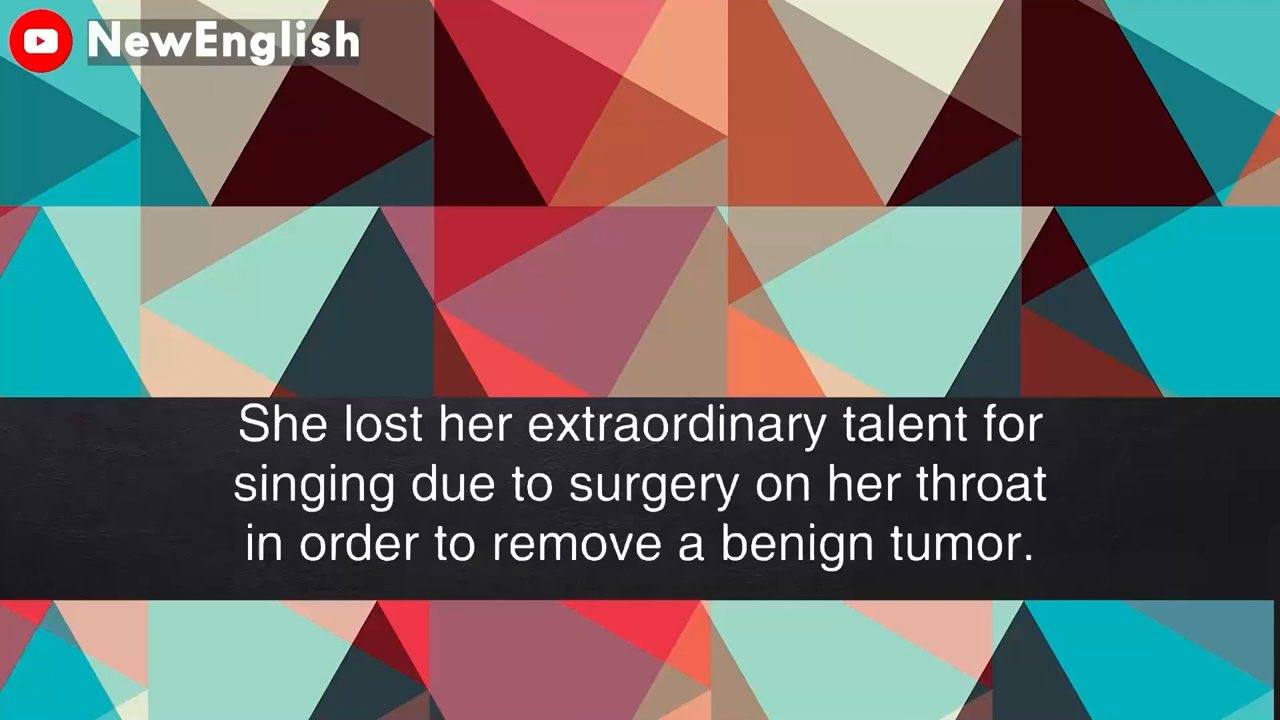 NewEnglish
She lost her extraordinary talent for
singing due to surgery on her throat
in order to remove a benign tumor.